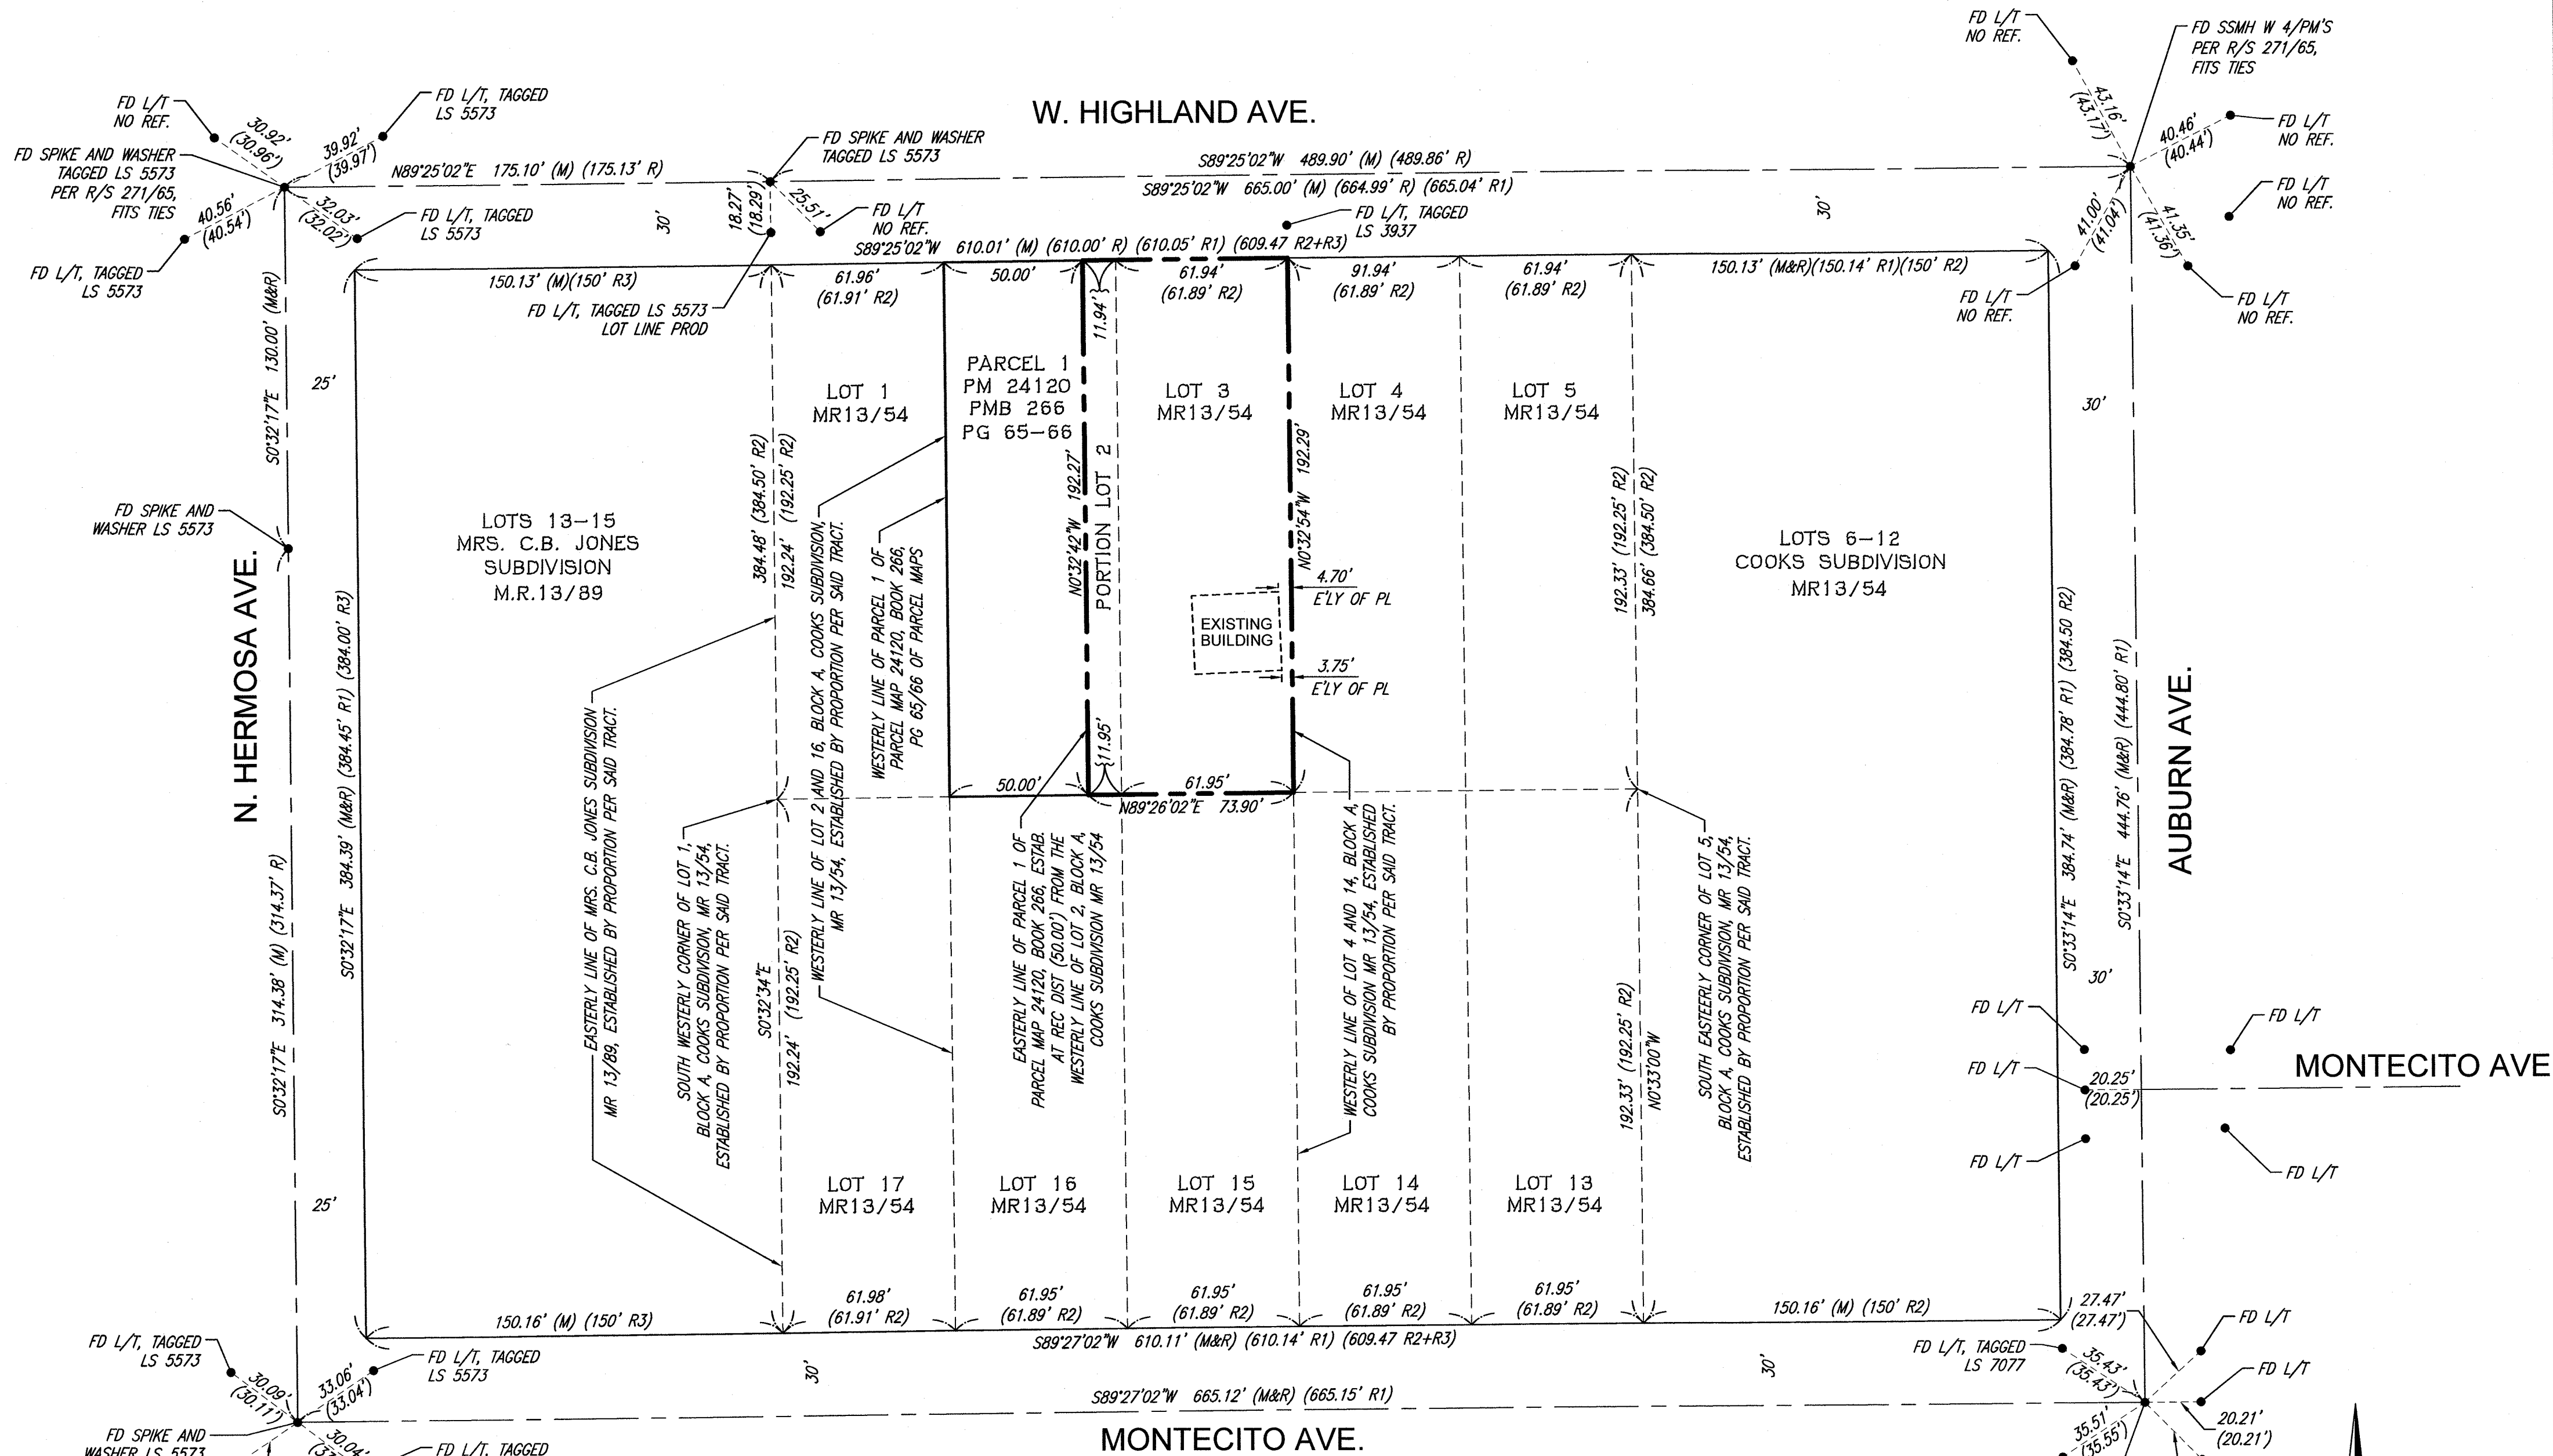 W. HIGHLAND AVE.
FD L/T
NO REF.
30.92'
(30.96')
39.92'
(39.97')
FD L/T, TAGGED
LS 5573
FD SPIKE AND WASHER
TAGGED LS 5573
PER R/S 271/65,
FITS TIES
40.56'
(40.54')
32.03'
(32.02')
FD L/T, TAGGED
LS 5573
FD L/T, TAGGED
LS 5573
N89°25'02"E 175.10' (M) (175.13' R)
30'
FD SPIKE AND WASHER
TAGGED LS 5573
18.27'
(18.29')
25.51'
FD L/T
NO REF.
S89°25'02"W 489.90' (M) (489.86' R)
S89°25'02"W 665.00' (M) (664.99' R) (665.04' R1)
30'
FD L/T, TAGGED
LS 3937
FD L/T
NO REF.
FD SSMH W 4/PM'S
PER R/S 271/65,
FITS TIES
43.16'
(43.17')
40.46'
(40.44')
FD L/T
NO REF.
FD L/T
NO REF.
41.00'
(41.04')
41.35'
(41.36')
FD L/T
NO REF.
FD L/T
NO REF.
S89°25'02"W 610.01' (M) (610.00' R) (610.05' R1) (609.47 R2+R3)
150.13' (M)(150' R3)
61.96'
(61.91' R2)
50.00'
11.94'
61.94'
(61.89' R2)
91.94'
(61.89' R2)
61.94'
(61.89' R2)
150.13' (M&R)(150.14' R1)(150' R2)
FD L/T, TAGGED LS 5573
LOT LINE PROD
S0°32'17"E 130.00' (M&R)
25'
PARCEL 1
PM 24120
PMB 266
PG 65-66
LOT 1
MR13/54
LOT 3
MR13/54
LOT 4
MR13/54
LOT 5
MR13/54
30'
FD SPIKE AND
WASHER LS 5573
N. HERMOSA AVE.
S0°32'17"E 384.39' (M&R) (384.45' R1) (384.00' R3)
LOTS 13-15
MRS. C.B. JONES
SUBDIVISION
M.R.13/89
384.48' (384.50' R2)
192.24' (192.25' R2)
N0°32'42"W 192.27'
PORTION LOT 2
N0°32'54"W 192.29'
4.70'
E'LY OF PL
EXISTING
BUILDING
3.75'
E'LY OF PL
192.33' (192.25' R2)
384.66' (384.50' R2)
LOTS 6-12
COOKS SUBDIVISION
MR13/54
S0°33'14"E 384.74' (M&R) (384.78' R1) (384.50 R2)
S0°33'14"E 444.76' (M&R) (444.80' R1)
AUBURN AVE.
50.00'
11.95'
61.95'
N89°26'02"E 73.90'
S0°32'17"E 314.38' (M) (314.37' R)
EASTERLY LINE OF MRS. C.B. JONES SUBDIVISION
MR 13/89, ESTABLISHED BY PROPORTION PER SAID TRACT.
SOUTH WESTERLY CORNER OF LOT 1,
BLOCK A, COOKS SUBDIVISION, MR 13/54,
ESTABLISHED BY PROPORTION PER SAID TRACT.
S0°32'34"E
192.24' (192.25' R2)
WESTERLY LINE OF LOT 2 AND 16, BLOCK A, COOKS SUBDIVISION,
MR 13/54, ESTABLISHED BY PROPORTION PER SAID TRACT.
WESTERLY LINE OF PARCEL 1 OF
PARCEL MAP 24120, BOOK 266,
PG 65/66 OF PARCEL MAPS
EASTERLY LINE OF PARCEL 1 OF
PARCEL MAP 24120, BOOK 266, ESTAB.
AT REC DIST (50.00') FROM THE
WESTERLY LINE OF LOT 2, BLOCK A,
COOKS SUBDIVISION MR 13/54
WESTERLY LINE OF LOT 4 AND 14, BLOCK A,
COOKS SUBDIVISION MR 13/54, ESTABLISHED
BY PROPORTION PER SAID TRACT.
192.33' (192.25' R2)
N0°33'00"W
SOUTH EASTERLY CORNER OF LOT 5,
BLOCK A, COOKS SUBDIVISION, MR 13/54,
ESTABLISHED BY PROPORTION PER SAID TRACT.
30'
FD L/T
FD L/T
FD L/T
FD L/T
FD L/T
20.25'
(20.25')
MONTECITO AVE
25'
LOT 17
MR13/54
LOT 16
MR13/54
LOT 15
MR13/54
LOT 14
MR13/54
LOT 13
MR13/54
150.16' (M) (150' R3)
61.98'
(61.91' R2)
61.95'
(61.89' R2)
61.95'
(61.89' R2)
61.95'
(61.89' R2)
61.95'
(61.89' R2)
150.16' (M) (150' R2)
27.47'
(27.47')
FD L/T
S89°27'02"W 610.11' (M&R) (610.14' R1) (609.47 R2+R3)
FD L/T, TAGGED
LS 5573
30.09'
(30.11')
33.06'
(33.04')
FD L/T, TAGGED
LS 5573
30'
30'
FD L/T, TAGGED
LS 7077
35.43'
(35.43')
FD L/T
S89°27'02"W 665.12' (M&R) (665.15' R1)
MONTECITO AVE.
FD SPIKE AND
WASHER LS 5573
30.04'
FD L/T, TAGGED
35.51'
(35.55')
20.21'
(20.21')